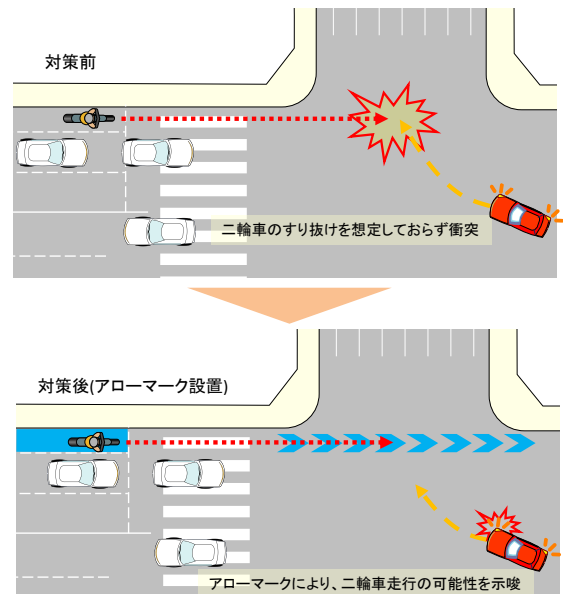 対策前
二輪車のすり抜けを想定しておらず衝突
対策後(アローマーク設置)
アローマークにより、二輪車走行の可能性を示唆